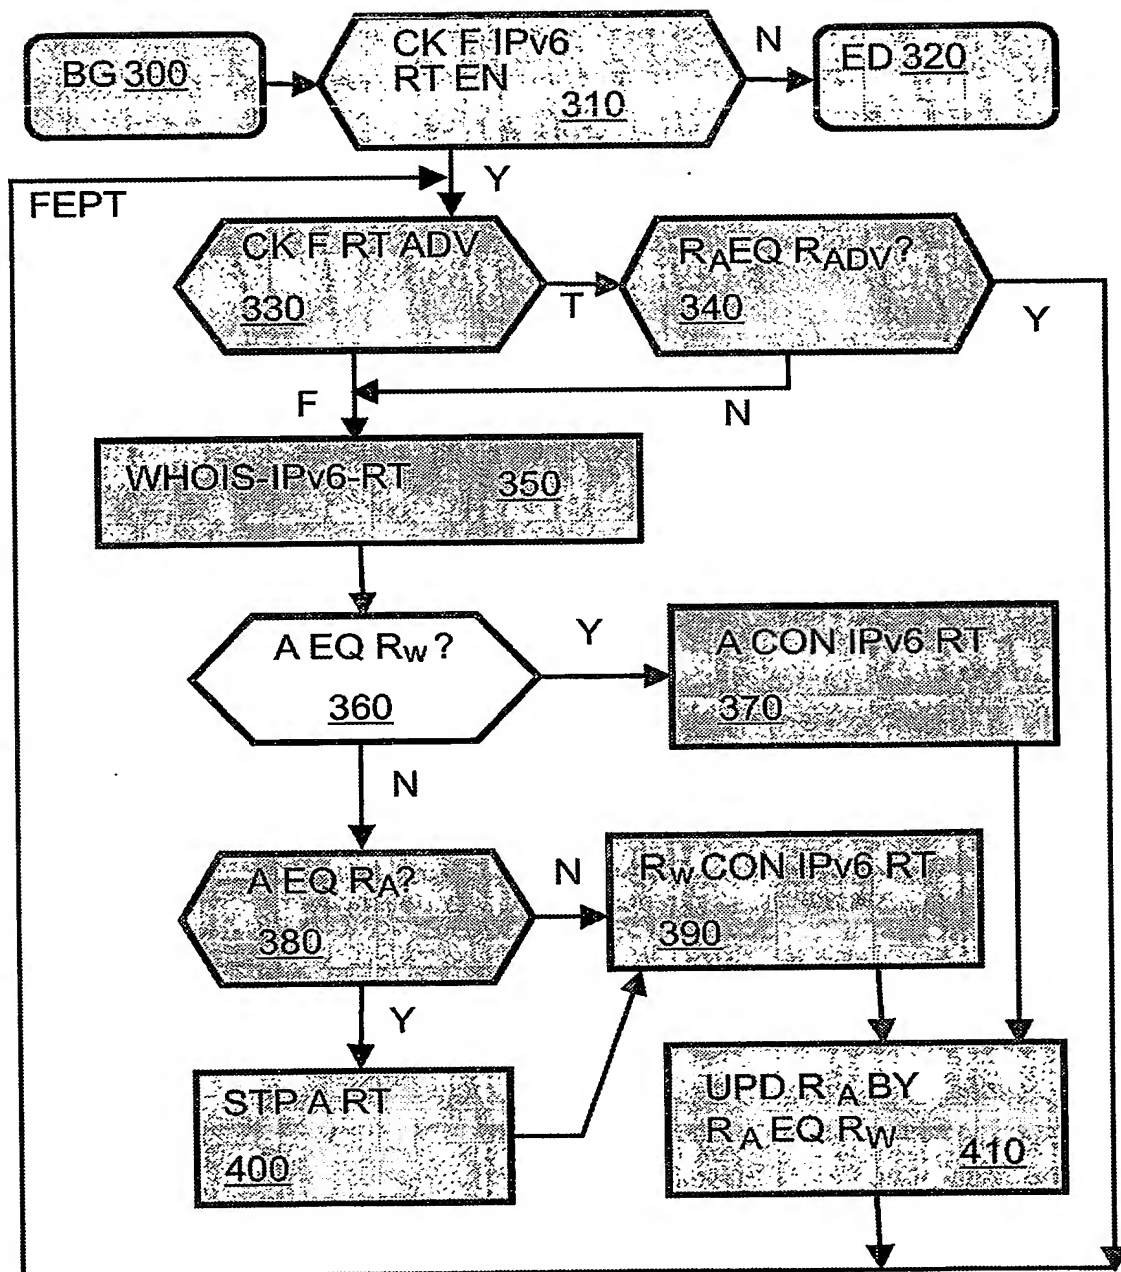 BG 300
CK F IPv6
RT EN
310
N
ED 320
Y
FEPT
CK F RT ADV
330
T
RA EQ RADV?
340
Y
F
N
WHOIS-IPv6-RT 350
A EQ RW ?
360
Y
A CON IPv6 RT
370
N
A EQ RA?
380
N
RW CON IPv6 RT
390
Y
STP A RT
400
UPD R A BY
R A EQ RW
410